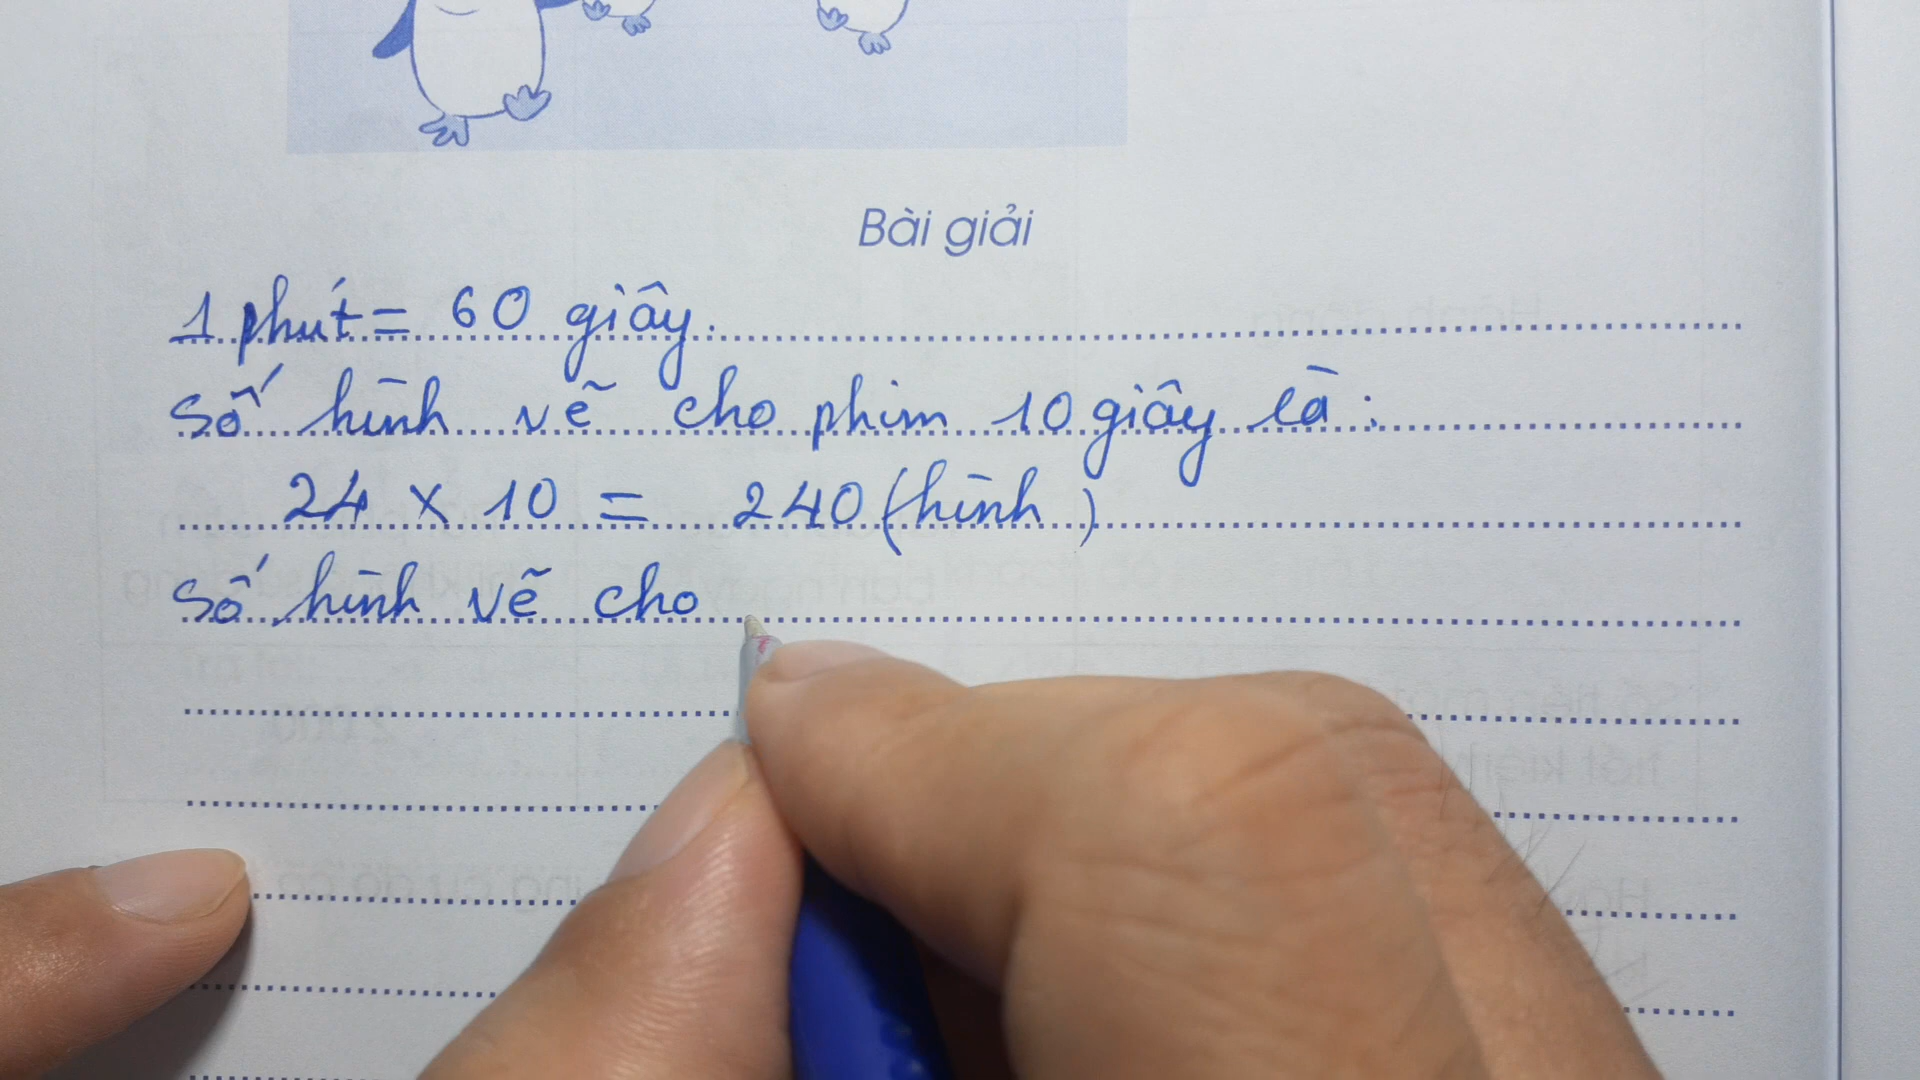 Bài giải
1 phút = 60 giây.
Số hình vẽ cho phim 10 giây là:
24 x 10 = 240 (hình)
Số hình vẽ cho